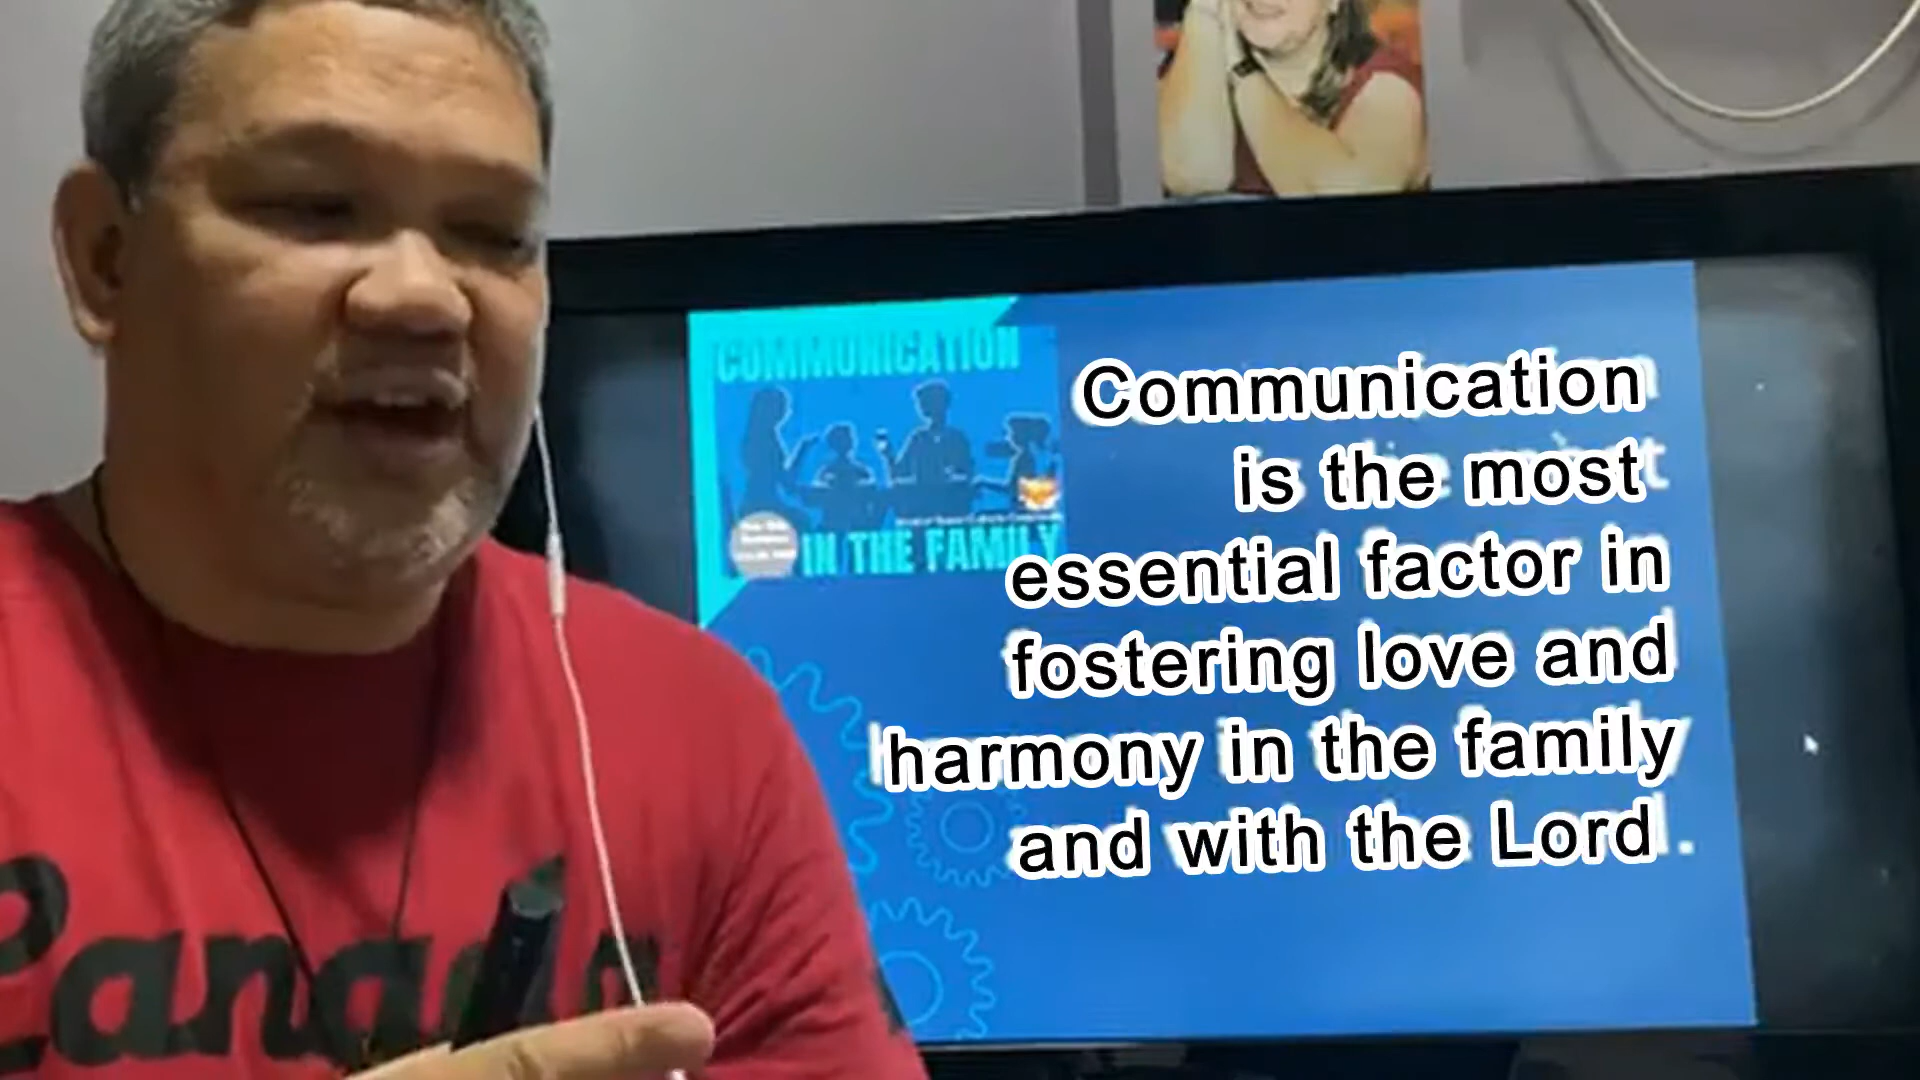 COMMUNICATION
IN THE FAMILY
Communication
is the most
essential factor in
fostering love and
harmony in the family
and with the Lord.
Canada